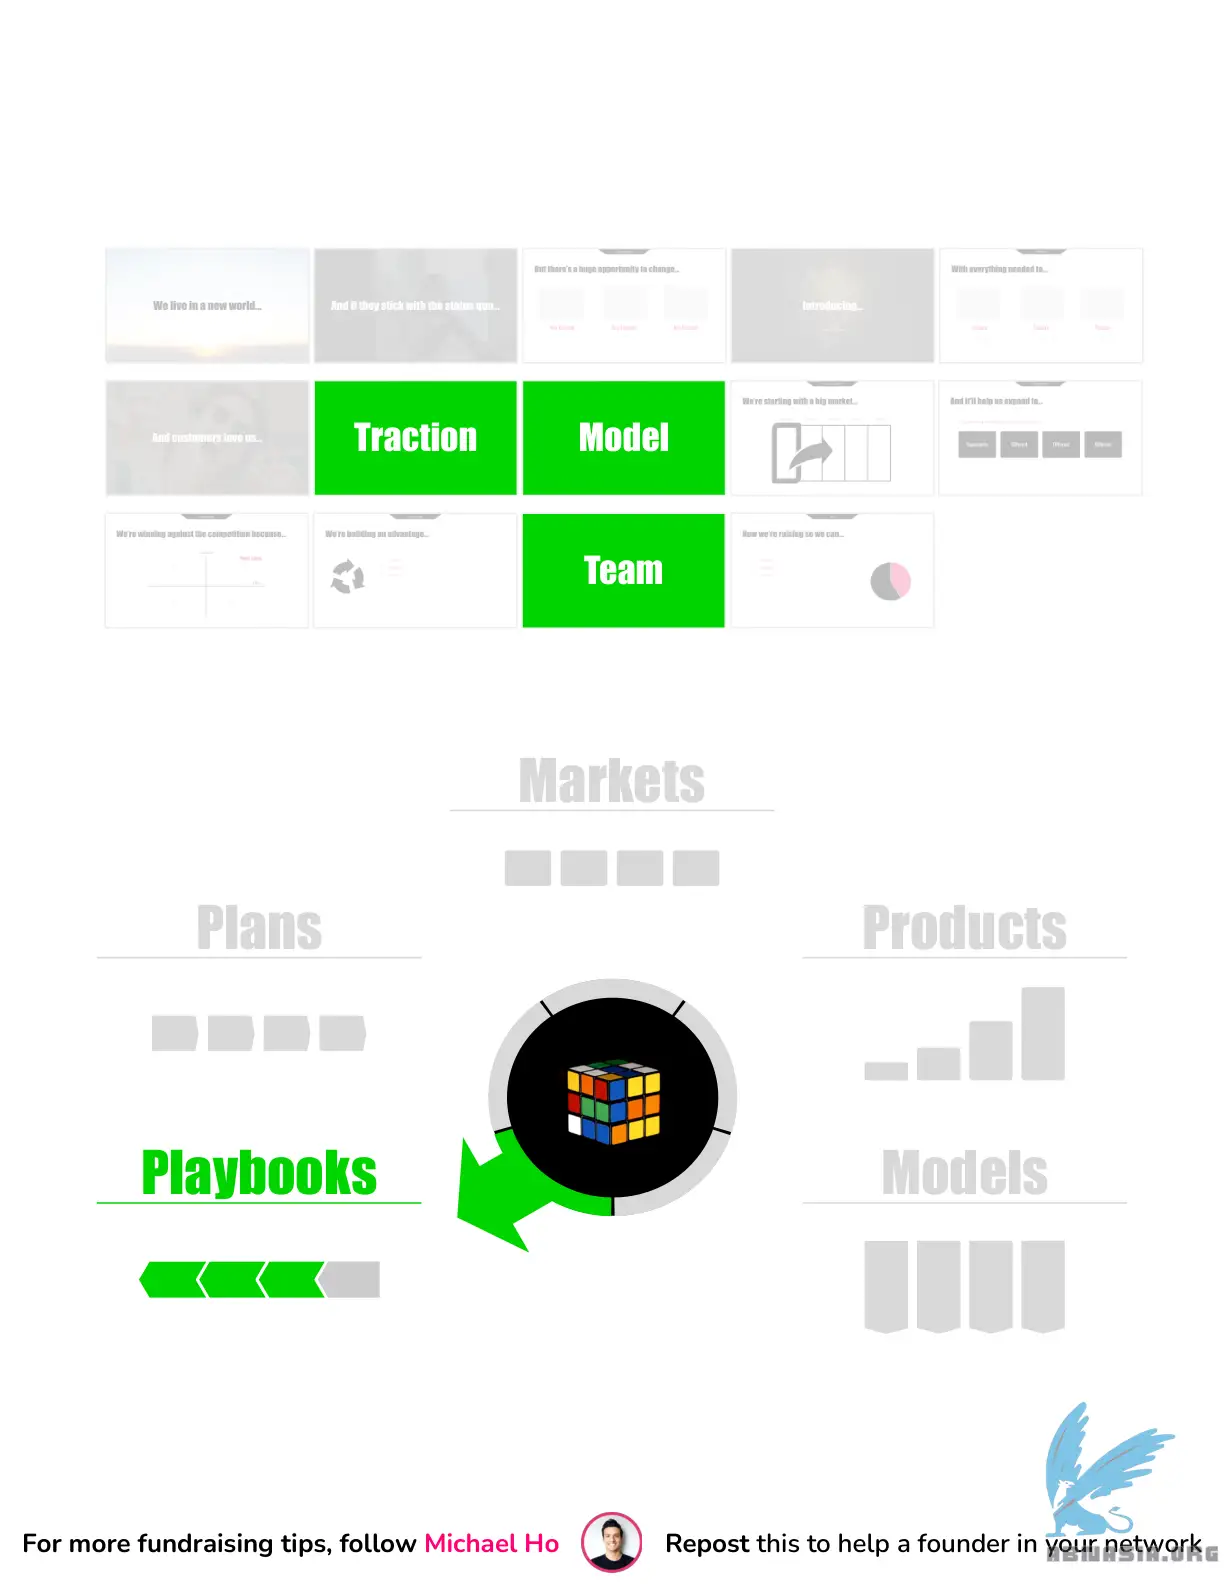 We live in a new world...
And if they stick with the status quo...
But there's a huge opportunity to change...
Introducing...
With everything needed to...
And customers love us...
Traction
Model
We're starting with a big market...
And it'll help us expand to...
We're winning against the competition because...
We're building an advantage...
Team
Now we're raising so we can...
Markets
Plans
Products
Playbooks
Models
For more fundraising tips, follow Michael Ho
Repost this to help a founder in your network
ABNASIA.ORG